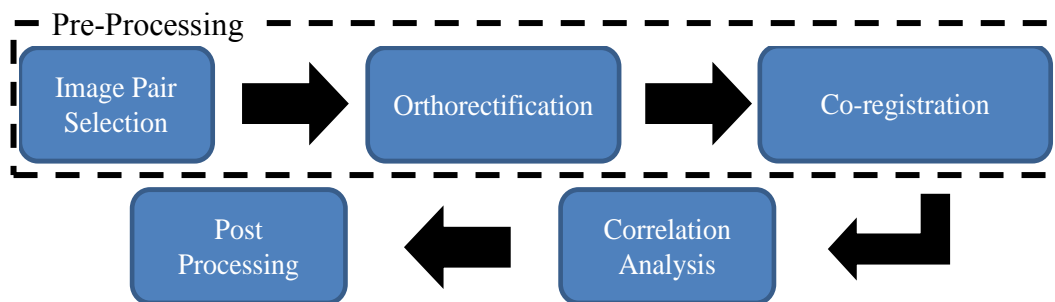 Pre-Processing
Image Pair
Selection
Orthorectification
Co-registration
Correlation
Analysis
Post
Processing